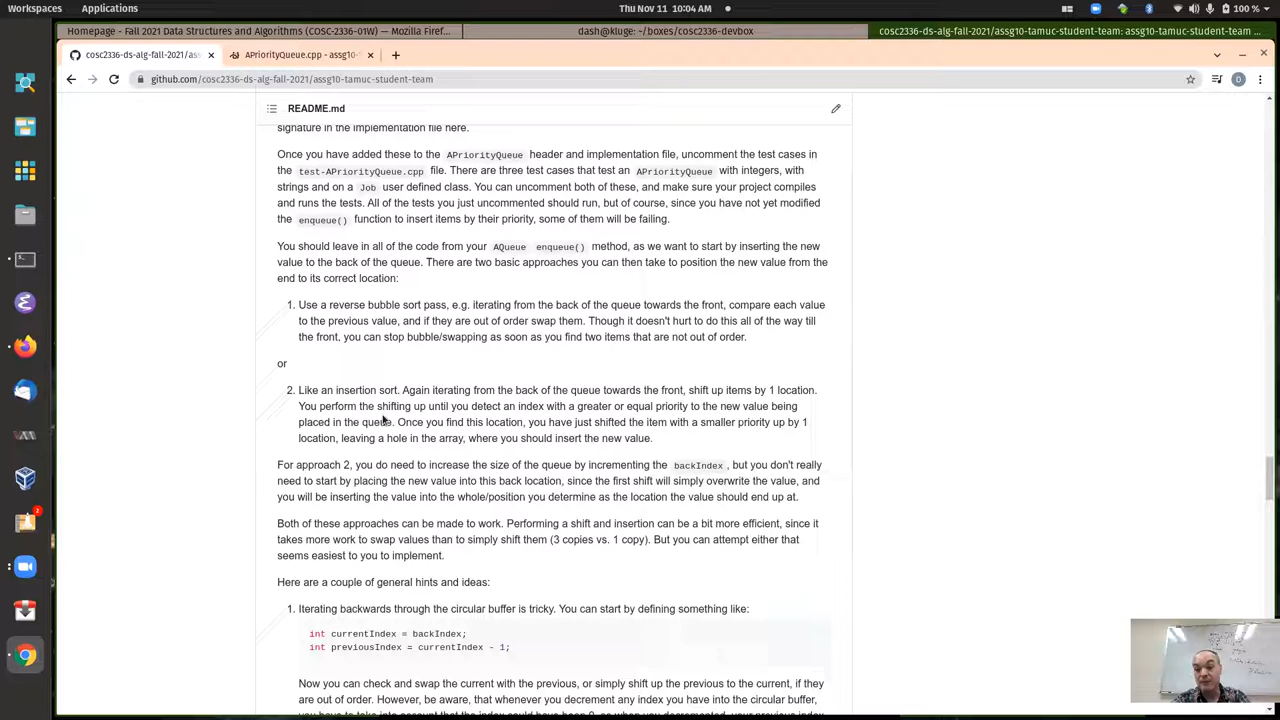 Workspaces
Applications
Thu Nov 11 10:04 AM
100 %
Homepage - Fall 2021 Data Structures and Algorithms (COSC-2336-01W) — Mozilla Firef...
dash@kluge: ~/boxes/cosc2336-devbox
cosc2336-ds-alg-fall-2021/assg10-tamuc-student-team: assg10-tamuc-student-team ...
cosc2336-ds-alg-fall-2021/as
APriorityQueue.cpp - assg10-
github.com/cosc2336-ds-alg-fall-2021/assg10-tamuc-student-team
README.md
signature in the implementation file here.
Once you have added these to the APriorityQueue header and implementation file, uncomment the test cases in
the test-APriorityQueue.cpp file. There are three test cases that test an APriorityQueue with integers, with
strings and on a Job user defined class. You can uncomment both of these, and make sure your project compiles
and runs the tests. All of the tests you just uncommented should run, but of course, since you have not yet modified
the enqueue() function to insert items by their priority, some of them will be failing.
You should leave in all of the code from your AQueue enqueue() method, as we want to start by inserting the new
value to the back of the queue. There are two basic approaches you can then take to position the new value from the
end to its correct location:
1. Use a reverse bubble sort pass, e.g. iterating from the back of the queue towards the front, compare each value
to the previous value, and if they are out of order swap them. Though it doesn't hurt to do this all of the way till
the front, you can stop bubble/swapping as soon as you find two items that are not out of order.
or
2. Like an insertion sort. Again iterating from the back of the queue towards the front, shift up items by 1 location.
You perform the shifting up until you detect an index with a greater or equal priority to the new value being
placed in the queue. Once you find this location, you have just shifted the item with a smaller priority up by 1
location, leaving a hole in the array, where you should insert the new value.
For approach 2, you do need to increase the size of the queue by incrementing the backIndex, but you don't really
need to start by placing the new value into this back location, since the first shift will simply overwrite the value, and
you will be inserting the value into the whole/position you determine as the location the value should end up at.
Both of these approaches can be made to work. Performing a shift and insertion can be a bit more efficient, since it
takes more work to swap values than to simply shift them (3 copies vs. 1 copy). But you can attempt either that
seems easiest to you to implement.
Here are a couple of general hints and ideas:
1. Iterating backwards through the circular buffer is tricky. You can start by defining something like:
int currentIndex = backIndex;
int previousIndex = currentIndex - 1;
Now you can check and swap the current with the previous, or simply shift up the previous to the current, if they
are out of order. However, be aware, that whenever you decrement any index you have into the circular buffer,
you have to take into account that the index could have been 0, so when you decremented, your previous index